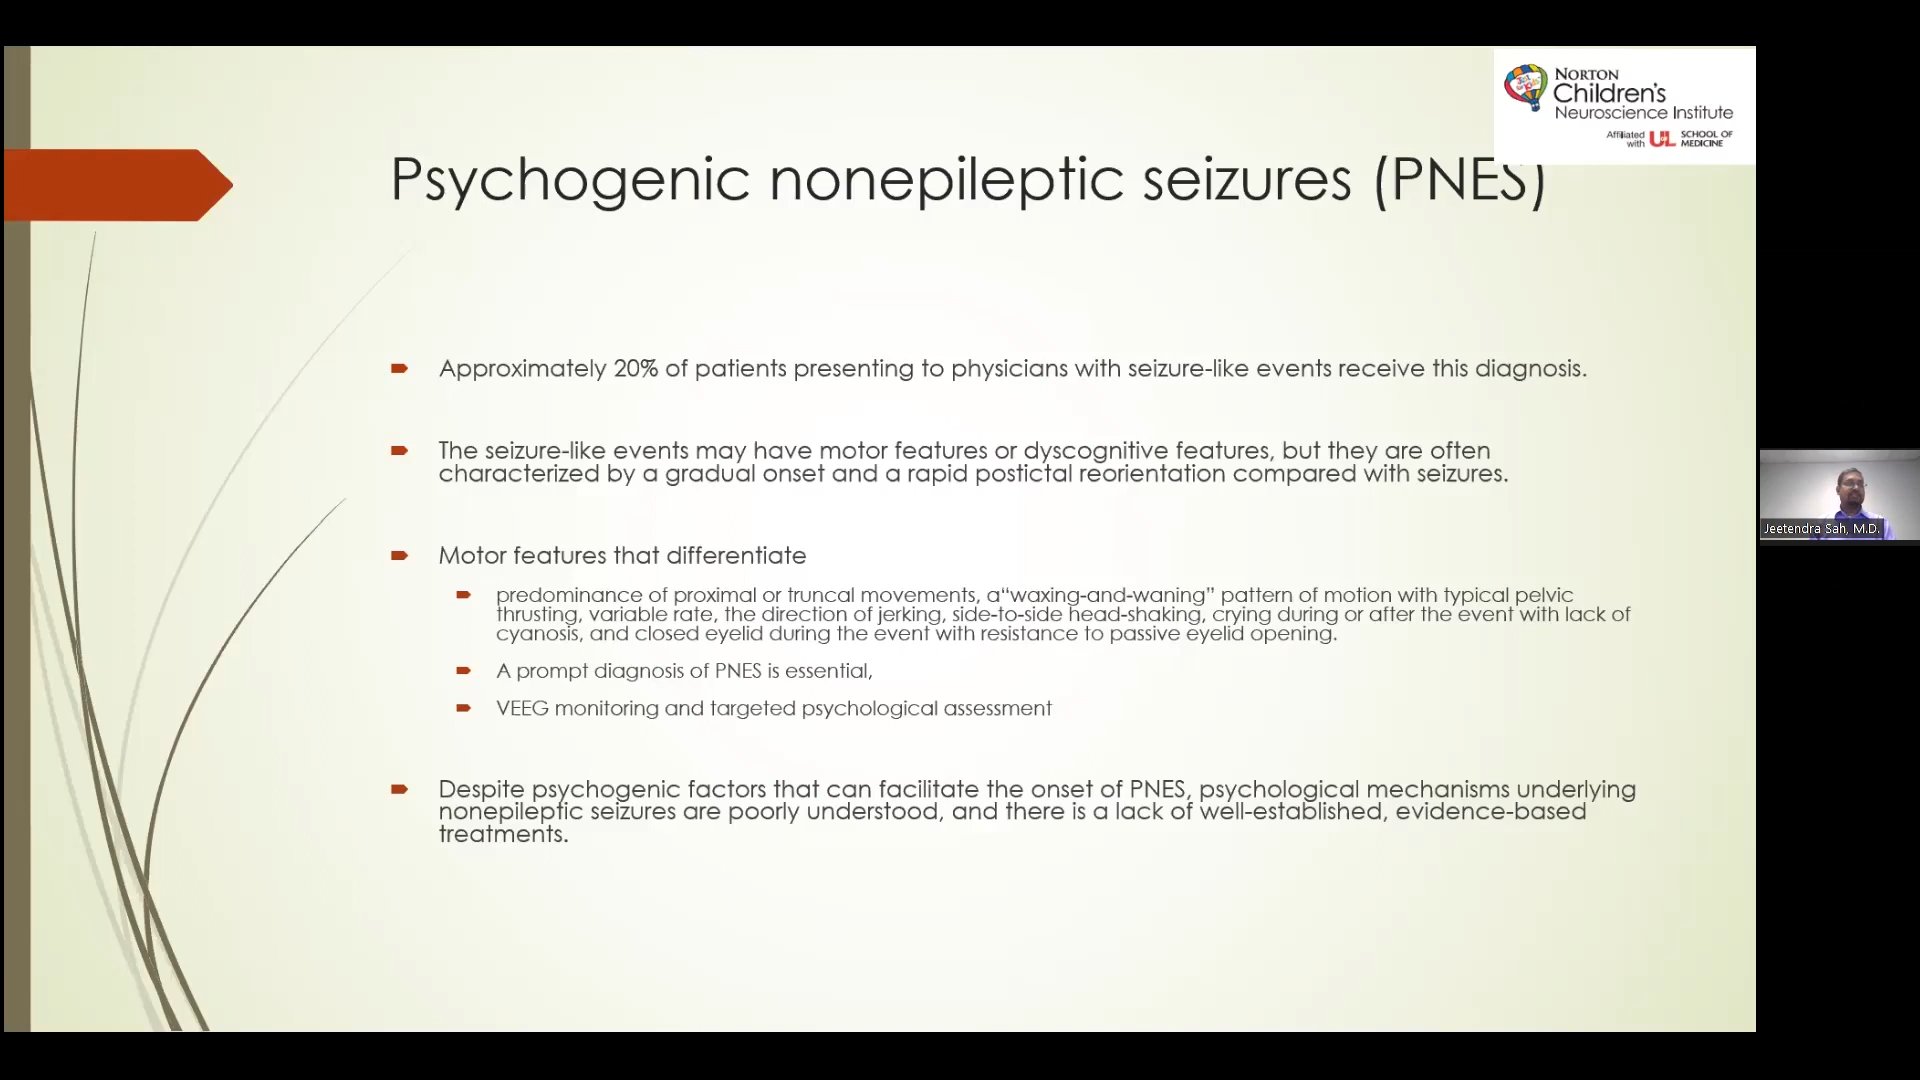 NORTON
Children's
Neuroscience Institute
Affiliated with UL SCHOOL OF MEDICINE
Psychogenic nonepileptic seizures (PNES)
Approximately 20% of patients presenting to physicians with seizure-like events receive this diagnosis.
The seizure-like events may have motor features or dyscognitive features, but they are often
characterized by a gradual onset and a rapid postictal reorientation compared with seizures.
Motor features that differentiate
predominance of proximal or truncal movements, a“waxing-and-waning” pattern of motion with typical pelvic
thrusting, variable rate, the direction of jerking, side-to-side head-shaking, crying during or after the event with lack of
cyanosis, and closed eyelid during the event with resistance to passive eyelid opening.
A prompt diagnosis of PNES is essential,
VEEG monitoring and targeted psychological assessment
Despite psychogenic factors that can facilitate the onset of PNES, psychological mechanisms underlying
nonepileptic seizures are poorly understood, and there is a lack of well-established, evidence-based
treatments.
Jeetendra Sah, M.D.